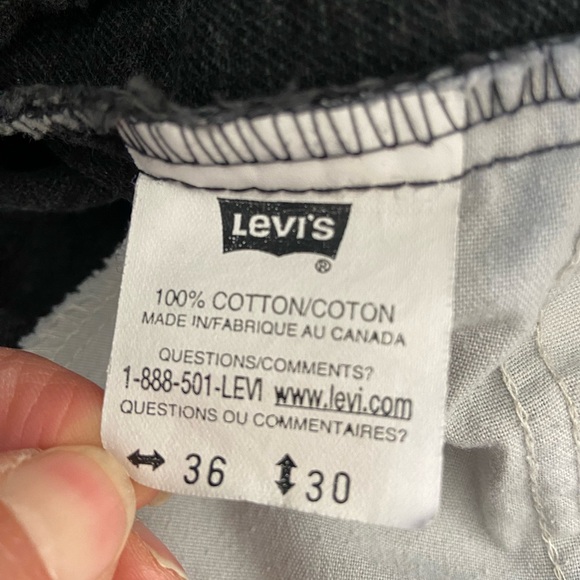 LEVI'S
®
100% COTTON/COTON
MADE IN/FABRIQUE AU CANADA
QUESTIONS/COMMENTS?
1-888-501-LEVI www.levi.com
QUESTIONS OU COMMENTAIRES?
↔ 36 ↕ 30